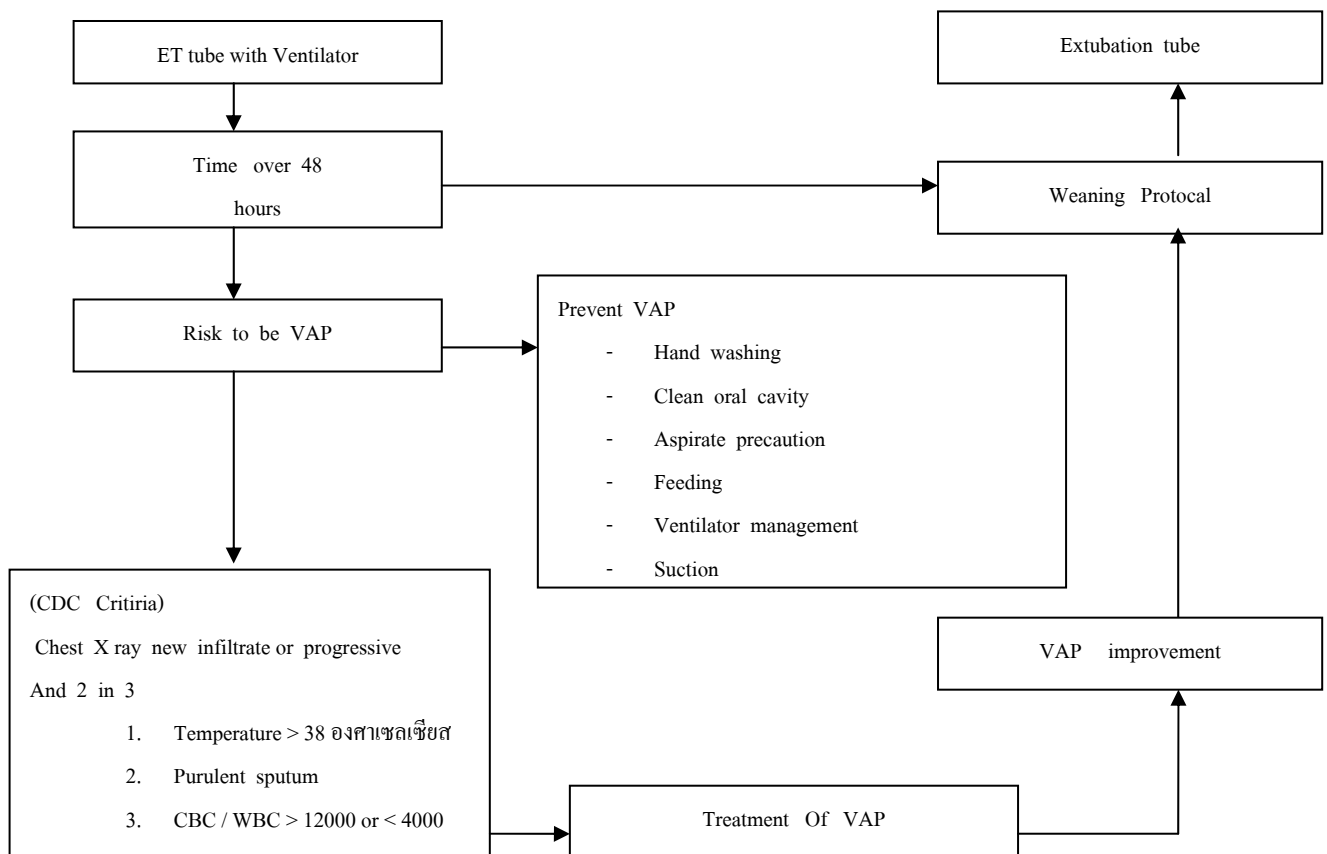 ET tube with Ventilator
Extubation tube
Time over 48
hours
Weaning Protocal
Risk to be VAP
Prevent VAP
- Hand washing
- Clean oral cavity
- Aspirate precaution
- Feeding
- Ventilator management
- Suction
(CDC Critiria)
Chest X ray new infiltrate or progressive
And 2 in 3
1. Temperature > 38 องศาเซลเซียส
2. Purulent sputum
3. CBC / WBC > 12000 or < 4000
VAP improvement
Treatment Of VAP